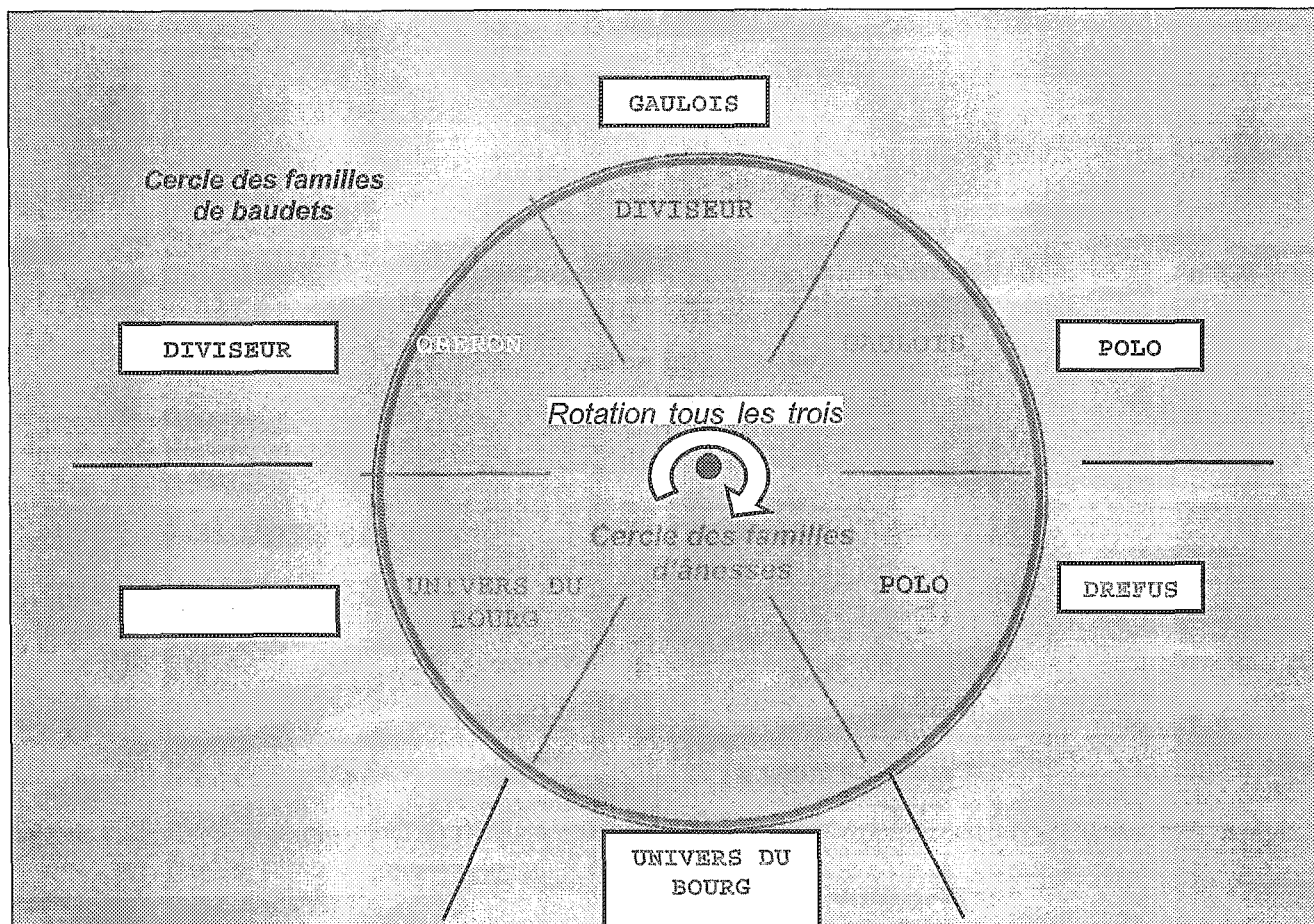 GAULOIS
Cercle des familles
de baudets
DIVISEUR
DIVISEUR
OBERON
POLO
Rotation tous les trois
Cercle des familles
d'ânesses
UNIVERS DU
BOURG
POLO
DREFUS
UNIVERS DU
BOURG